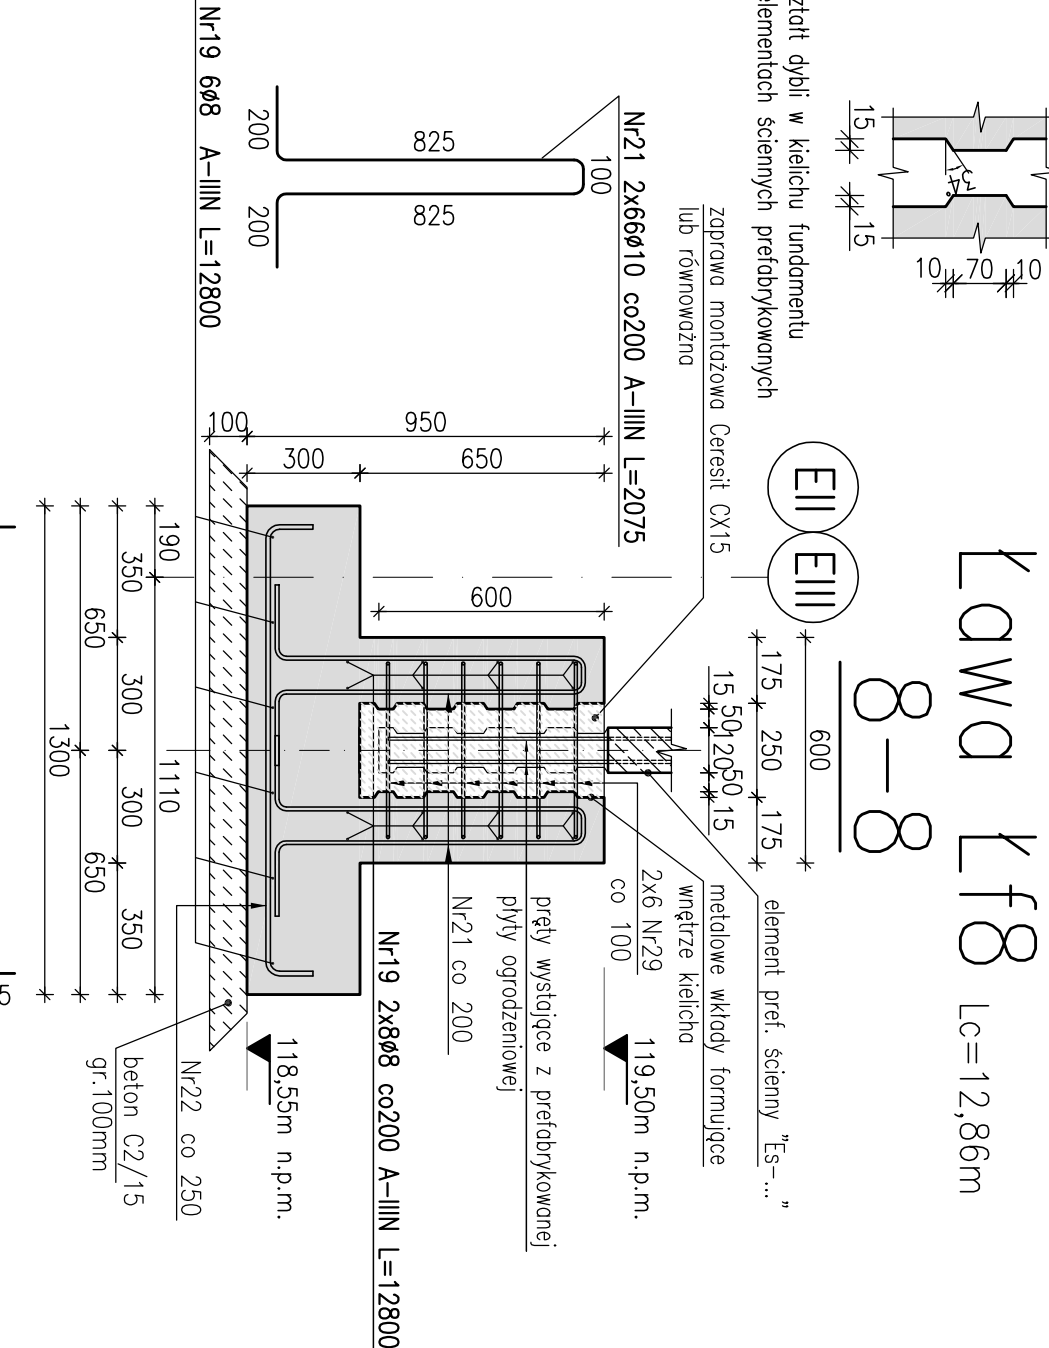 Ława Łf8 Lc=12,86m
8-8
EII
EIII
ształt dybli w kielichu fundamentu
elementach ściennych prefabrykowanych
15
15
34°
10
70
10
zaprawa montażowa Ceresit CX15
lub równoważna
Nr21 2x66ø10 co200 A-IIIN L=2075
100
825
825
200
200
Nr19 6ø8 A-IIIN L=12800
600
175
250
175
15
50
120
50
15
element pref. ścienny "Es-... "
metalowe wkłady formujące
wnętrze kielicha
2x6 Nr29
co 100
119,50m n.p.m.
pręty wystające z prefabrykowanej
płyty ogrodzeniowej
Nr21 co 200
Nr19 2x8ø8 co200 A-IIIN L=12800
118,55m n.p.m.
Nr22 co 250
beton C2/15
gr.100mm
950
100
650
300
600
190
1110
350
300
300
350
650
650
1300